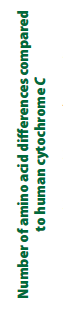 Number of amino acid differences compared
to human cytochrome C